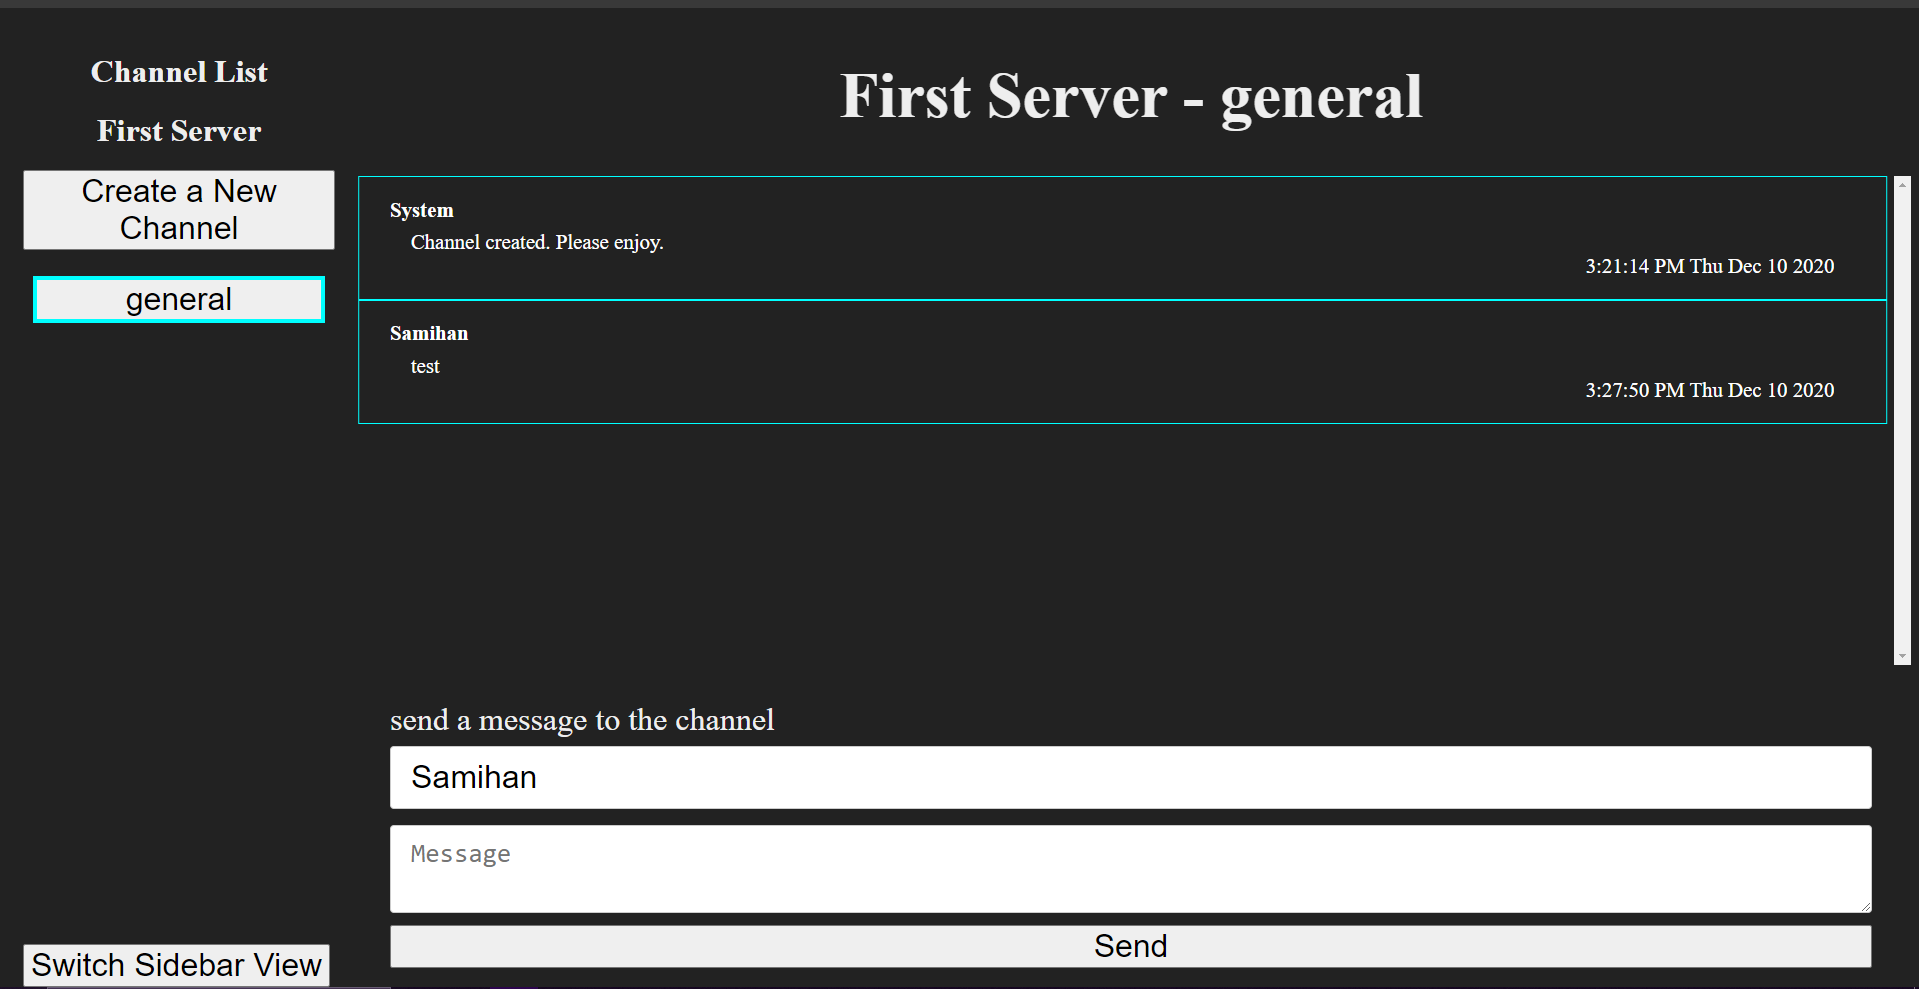 Channel List
First Server
Create a New
Channel
general
Switch Sidebar View
First Server - general
System
Channel created. Please enjoy.
3:21:14 PM Thu Dec 10 2020
Samihan
test
3:27:50 PM Thu Dec 10 2020
send a message to the channel
Samihan
Message
Send